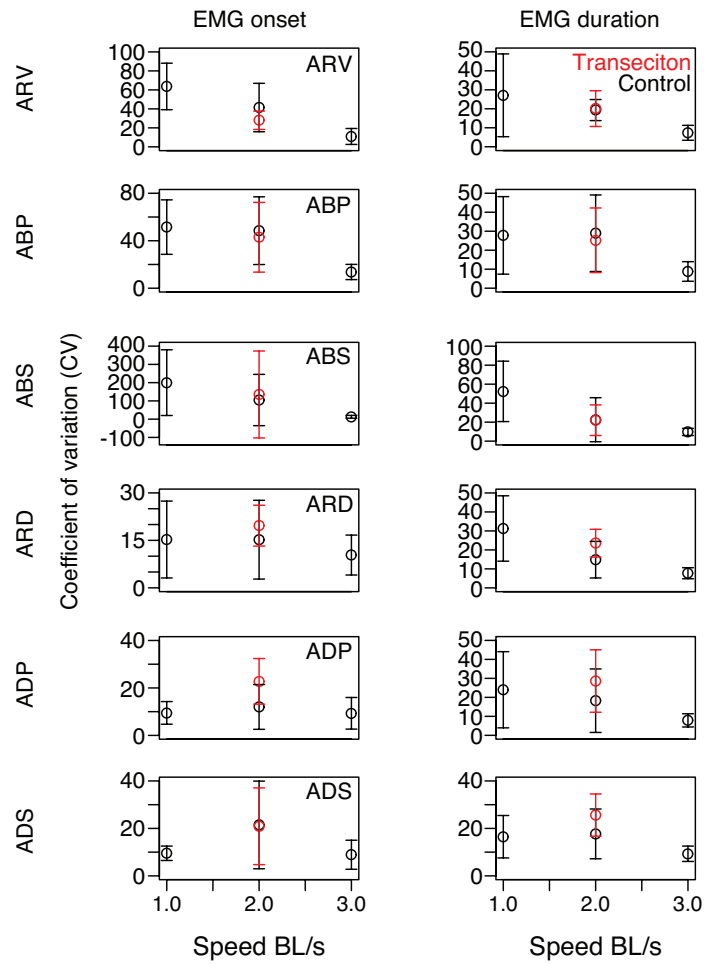 EMG onset
EMG duration
ARV
100
80
60
40
20
0
ARV
50
40
30
20
10
0
Transeciton
Control
ABP
80
40
0
ABP
50
40
30
20
10
0
Coefficient of variation (CV)
ABS
400
300
200
100
0
-100
ABS
100
80
60
40
20
0
ARD
30
15
0
ARD
50
40
30
20
10
0
ADP
40
20
0
ADP
50
40
30
20
10
0
ADS
40
20
0
ADS
40
20
0
1.0 2.0 3.0
1.0 2.0 3.0
Speed BL/s
Speed BL/s